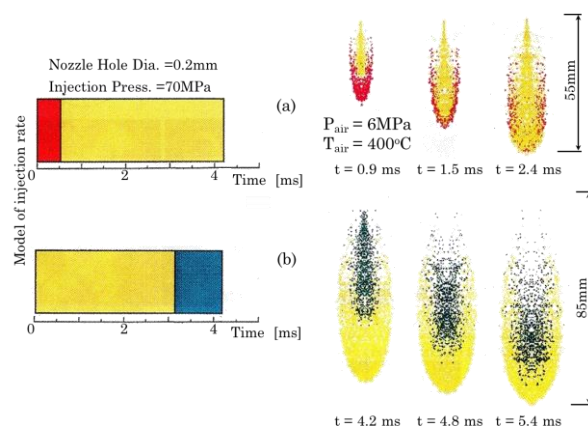 Nozzle Hole Dia. =0.2mm
Injection Press. =70MPa
(a)
0 2 4 Time [ms]
Model of injection rate
(b)
0 2 4 Time [ms]
P_air = 6MPa
T_air = 400°C
t = 0.9 ms t = 1.5 ms t = 2.4 ms
55mm
85mm
t = 4.2 ms t = 4.8 ms t = 5.4 ms